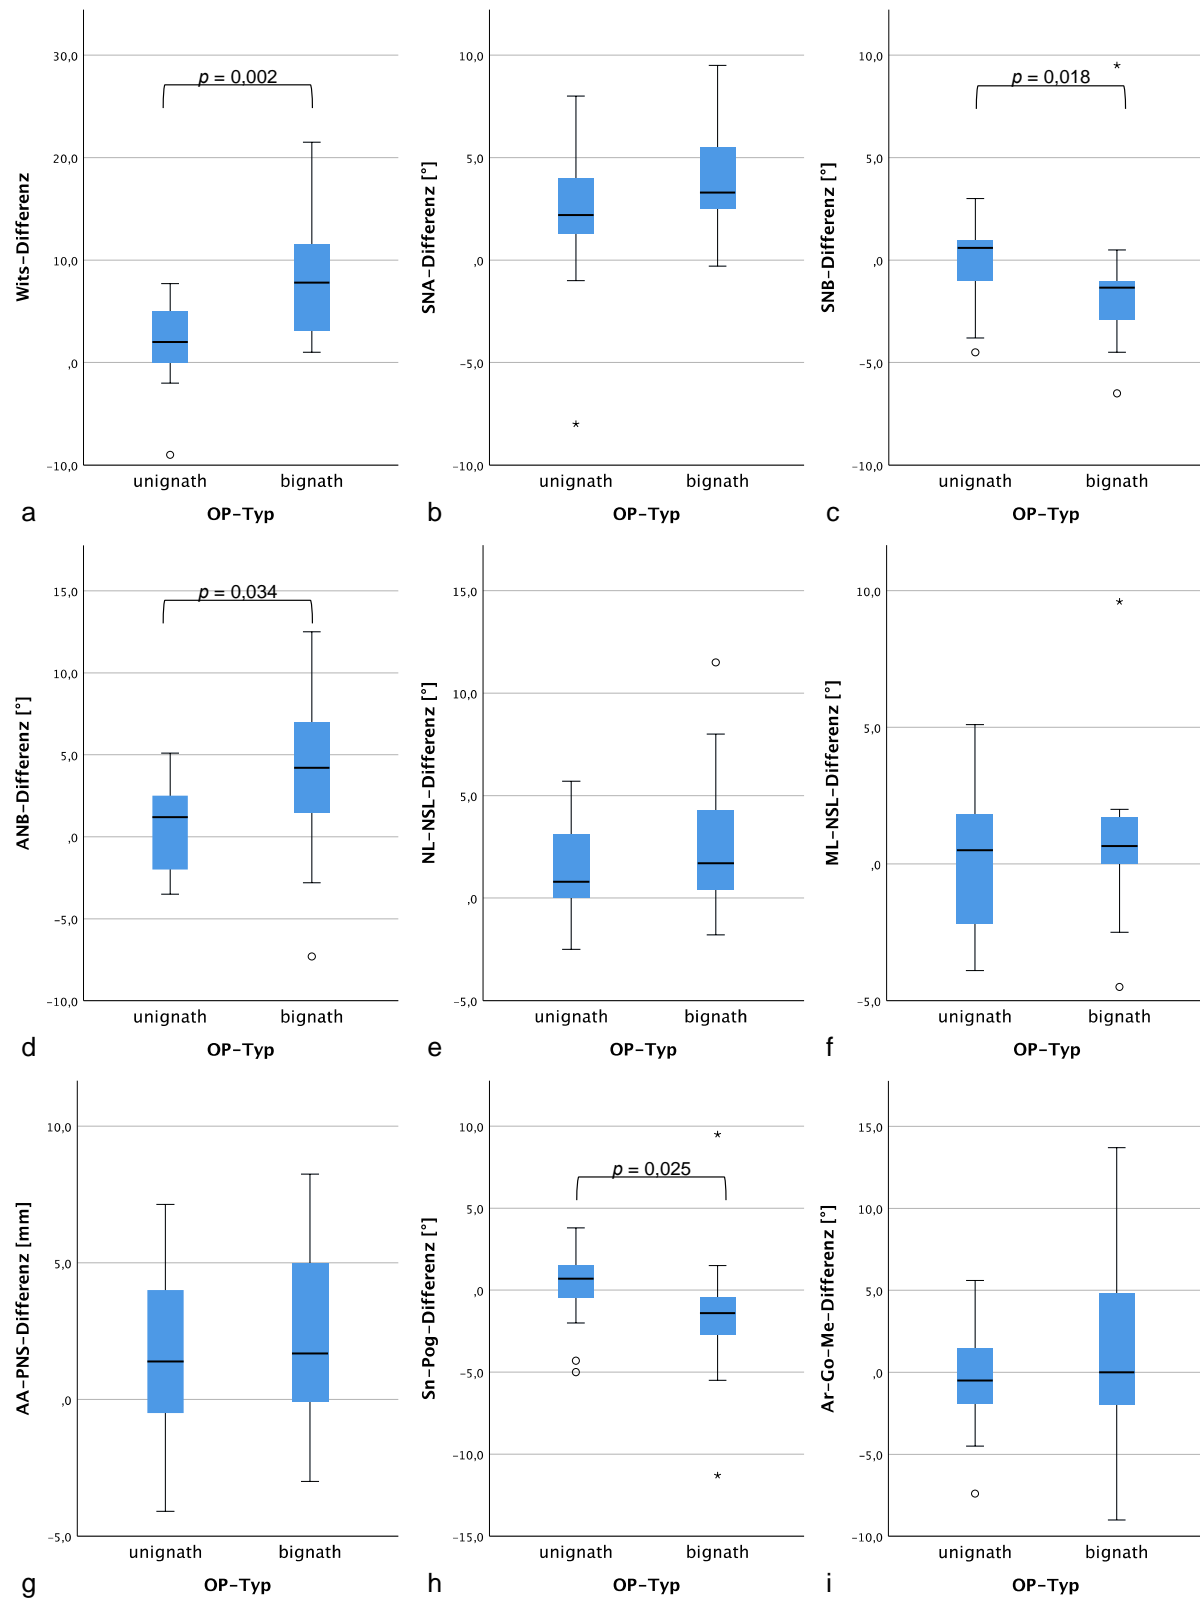 30,0
20,0
10,0
,0
−10,0
Wits−Differenz
p = 0,002
unignath bignath
OP−Typ
a
10,0
5,0
,0
−5,0
−10,0
SNA−Differenz [°]
*
unignath bignath
OP−Typ
b
10,0
5,0
,0
−5,0
−10,0
SNB−Differenz [°]
p = 0,018
*
unignath bignath
OP−Typ
c
15,0
10,0
5,0
,0
−5,0
−10,0
ANB−Differenz [°]
p = 0,034
unignath bignath
OP−Typ
d
15,0
10,0
5,0
,0
−5,0
NL−NSL−Differenz [°]
unignath bignath
OP−Typ
e
10,0
5,0
,0
−5,0
ML−NSL−Differenz [°]
*
unignath bignath
OP−Typ
f
10,0
5,0
,0
−5,0
AA−PNS−Differenz [mm]
unignath bignath
OP−Typ
g
10,0
5,0
,0
−5,0
−10,0
−15,0
Sn−Pog−Differenz [°]
*
p = 0,025
*
unignath bignath
OP−Typ
h
15,0
10,0
5,0
,0
−5,0
−10,0
Ar−Go−Me−Differenz [°]
unignath bignath
OP−Typ
i